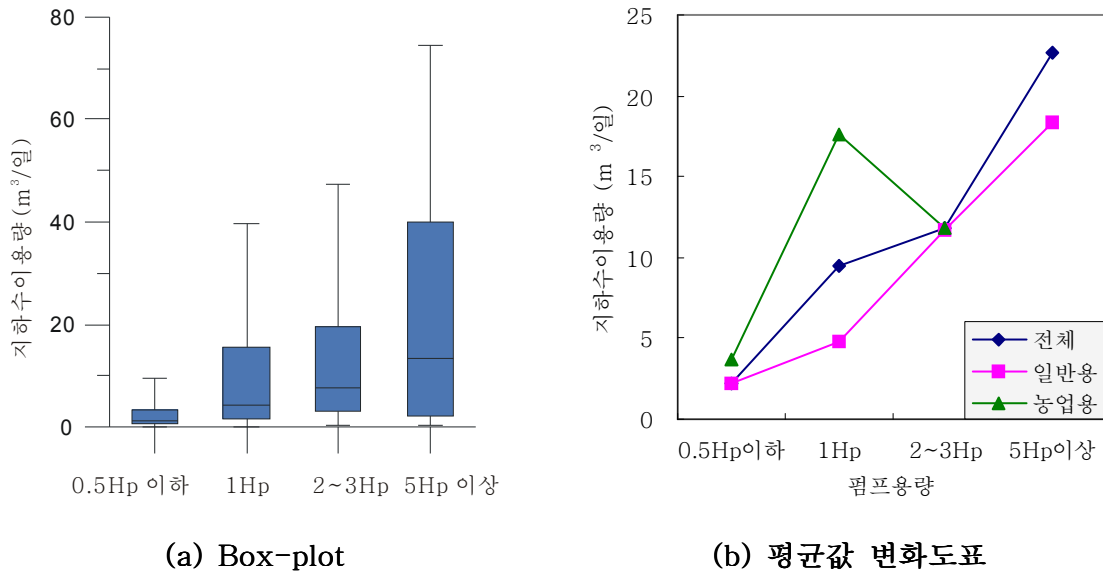 80
60
40
20
0
지하수이용량 (m³/일)
0.5Hp 이하
1Hp
2~3Hp
5Hp 이상
(a) Box-plot
25
20
15
10
5
0
지하수이용량 (m³/일)
전체
일반용
농업용
0.5Hp이하
1Hp
2~3Hp
5Hp이상
펌프용량
(b) 평균값 변화도표